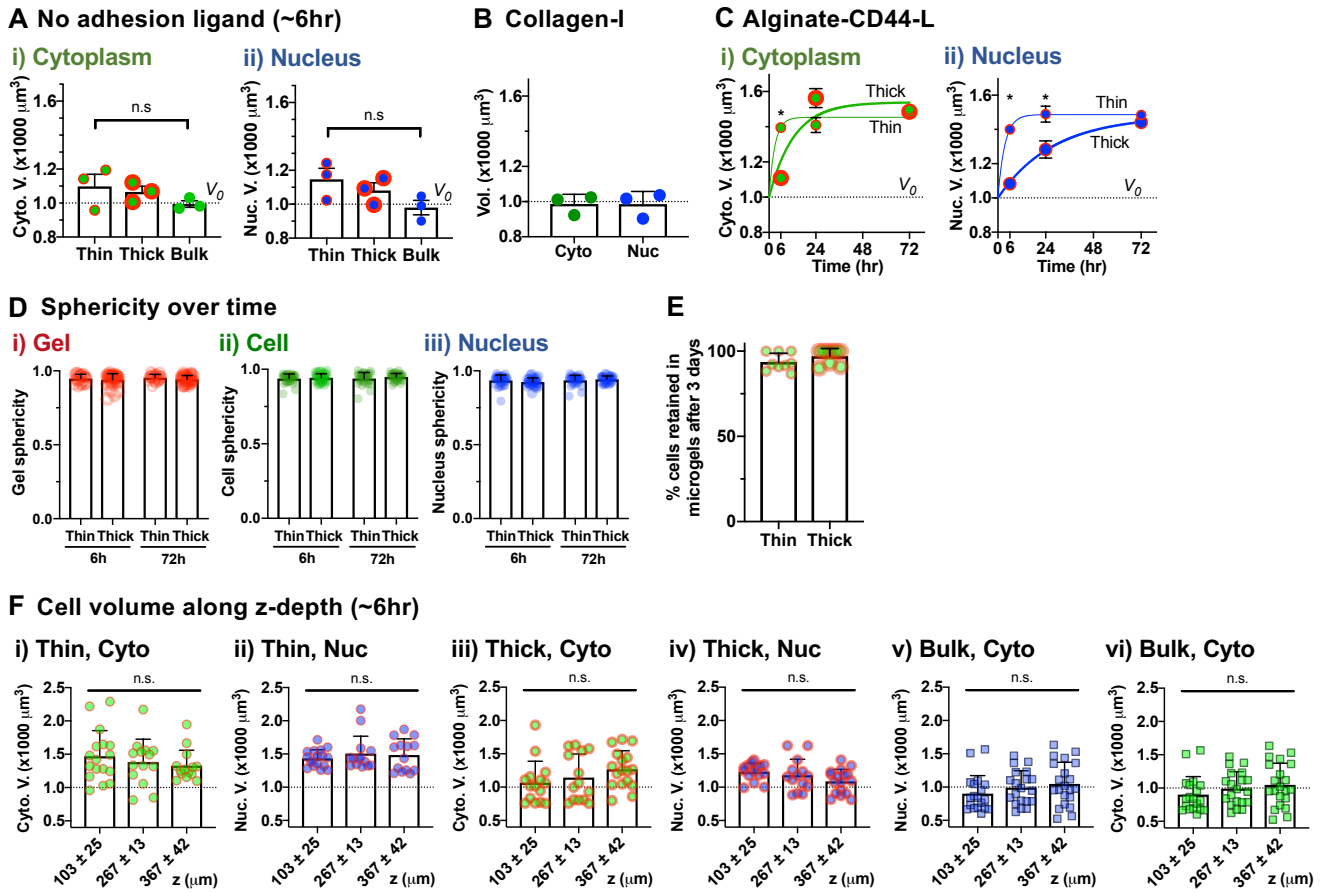 A No adhesion ligand (~6hr)
i) Cytoplasm
Cyto. V. (x1000 μm³)
1.6
1.4
1.2
1.0
0.8
n.s
V₀
Thin Thick Bulk
ii) Nucleus
Nuc. V. (x1000 μm³)
1.6
1.4
1.2
1.0
0.8
n.s
V₀
Thin Thick Bulk
B Collagen-I
Vol. (x1000 μm³)
1.6
1.4
1.2
1.0
0.8
Cyto Nuc
C Alginate-CD44-L
i) Cytoplasm
Cyto. V. (x1000 μm³)
1.6
1.4
1.2
1.0
0.8
*
Thick
Thin
V₀
0 6 24 48 72
Time (hr)
ii) Nucleus
Nuc. V. (x1000 μm³)
1.6
1.4
1.2
1.0
0.8
* *
Thin
Thick
V₀
0 6 24 48 72
Time (hr)
D Sphericity over time
i) Gel
Gel sphericity
1.0
0.5
0.0
Thin Thick Thin Thick
6h 72h
ii) Cell
Cell sphericity
1.0
0.5
0.0
Thin Thick Thin Thick
6h 72h
iii) Nucleus
Nucleus sphericity
1.0
0.5
0.0
Thin Thick Thin Thick
6h 72h
E
% cells retained in
microgels after 3 days
100
50
0
Thin Thick
F Cell volume along z-depth (~6hr)
i) Thin, Cyto
Cyto. V. (x1000 μm³)
2.5
2.0
1.5
1.0
0.5
n.s.
103 ± 25
267 ± 13
367 ± 42
z (μm)
ii) Thin, Nuc
Nuc. V. (x1000 μm³)
2.5
2.0
1.5
1.0
0.5
n.s.
103 ± 25
267 ± 13
367 ± 42
z (μm)
iii) Thick, Cyto
Cyto. V. (x1000 μm³)
2.5
2.0
1.5
1.0
0.5
n.s.
103 ± 25
267 ± 13
367 ± 42
z (μm)
iv) Thick, Nuc
Nuc. V. (x1000 μm³)
2.5
2.0
1.5
1.0
0.5
n.s.
103 ± 25
267 ± 13
367 ± 42
z (μm)
v) Bulk, Cyto
Nuc. V. (x1000 μm³)
2.5
2.0
1.5
1.0
0.5
n.s.
103 ± 25
267 ± 13
367 ± 42
z (μm)
vi) Bulk, Cyto
Cyto. V. (x1000 μm³)
2.5
2.0
1.5
1.0
0.5
n.s.
103 ± 25
267 ± 13
367 ± 42
z (μm)